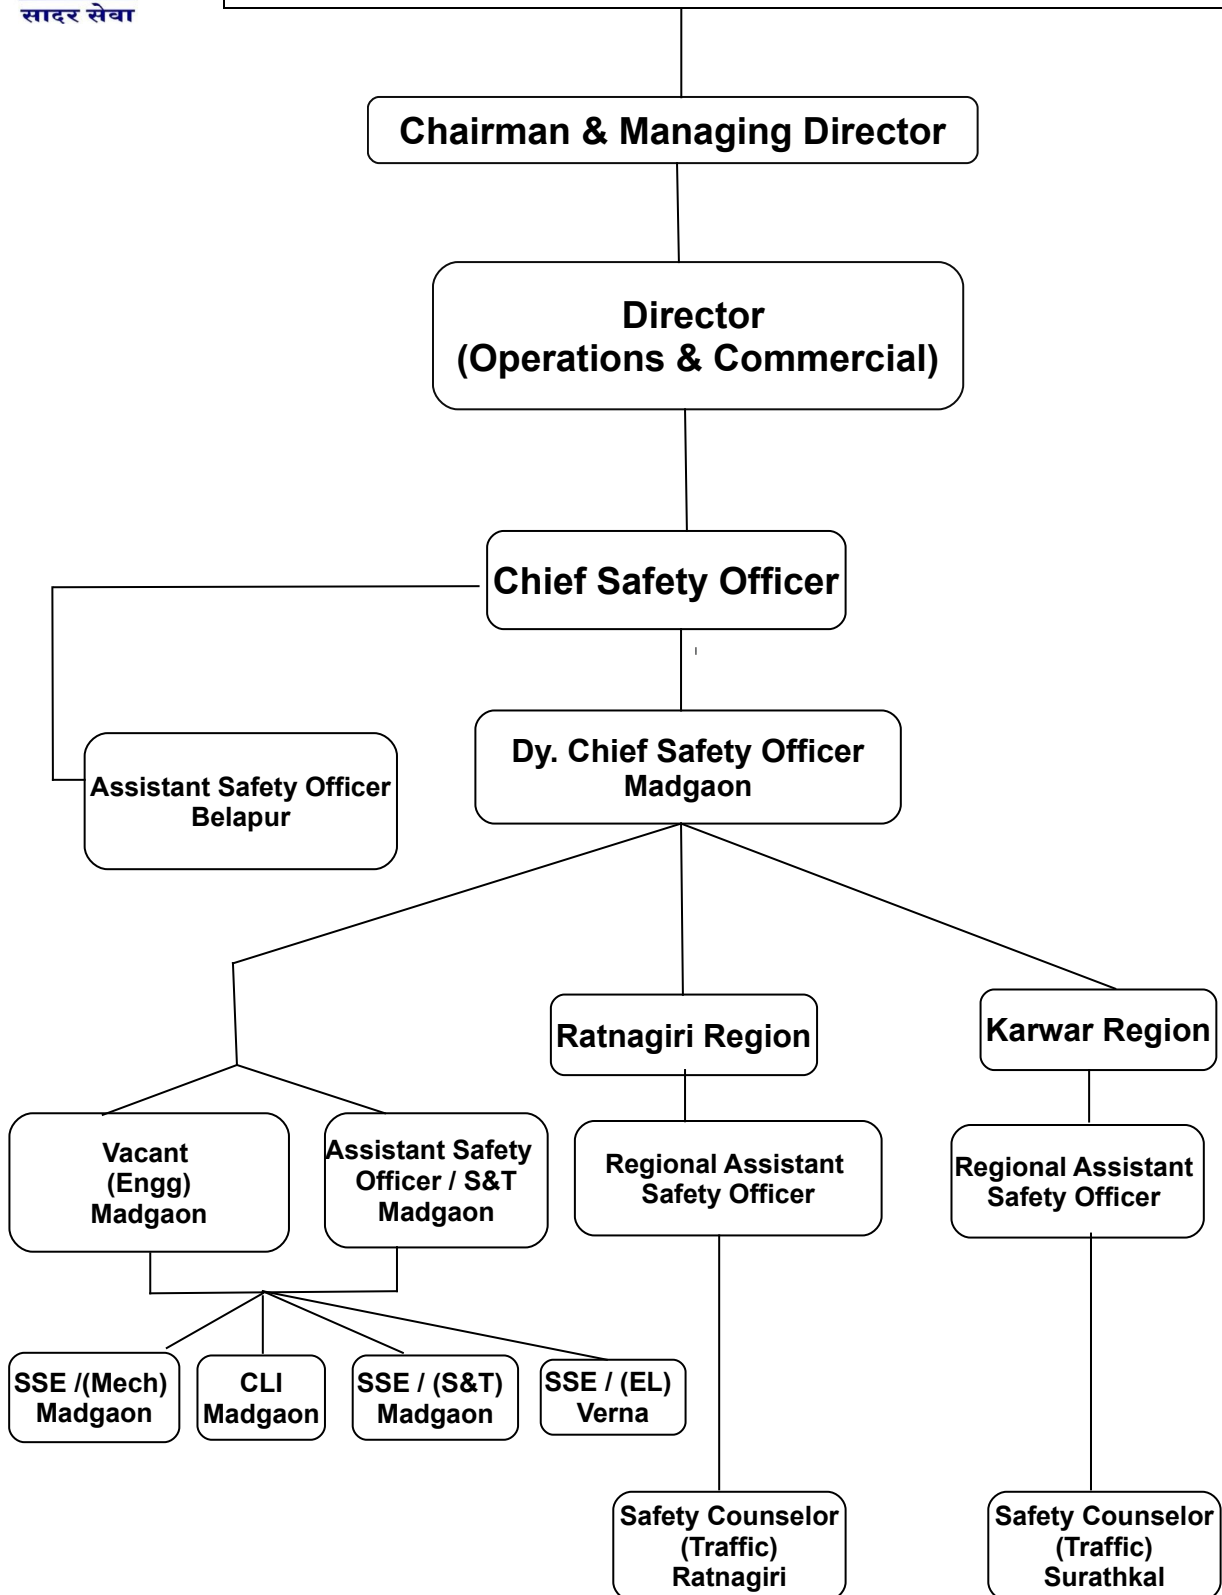 सादर सेवा
Chairman & Managing Director
Director
(Operations & Commercial)
Chief Safety Officer
Dy. Chief Safety Officer
Madgaon
Assistant Safety Officer
Belapur
Ratnagiri Region
Karwar Region
Vacant
(Engg)
Madgaon
Assistant Safety
Officer / S&T
Madgaon
Regional Assistant
Safety Officer
Regional Assistant
Safety Officer
SSE /(Mech)
Madgaon
CLI
Madgaon
SSE / (S&T)
Madgaon
SSE / (EL)
Verna
Safety Counselor
(Traffic)
Ratnagiri
Safety Counselor
(Traffic)
Surathkal